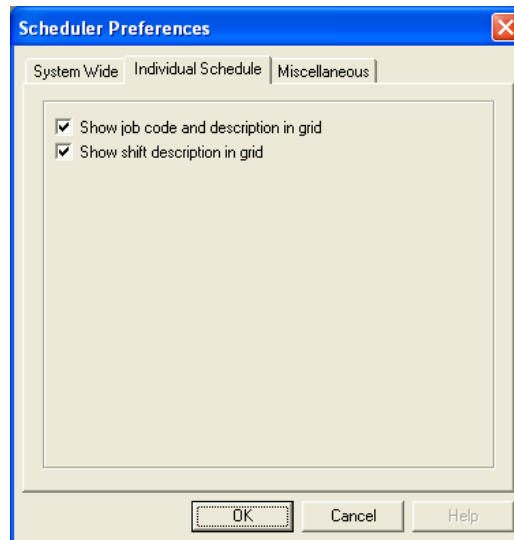 Scheduler Preferences
System Wide Individual Schedule Miscellaneous
Show job code and description in grid
Show shift description in grid
OK Cancel Help